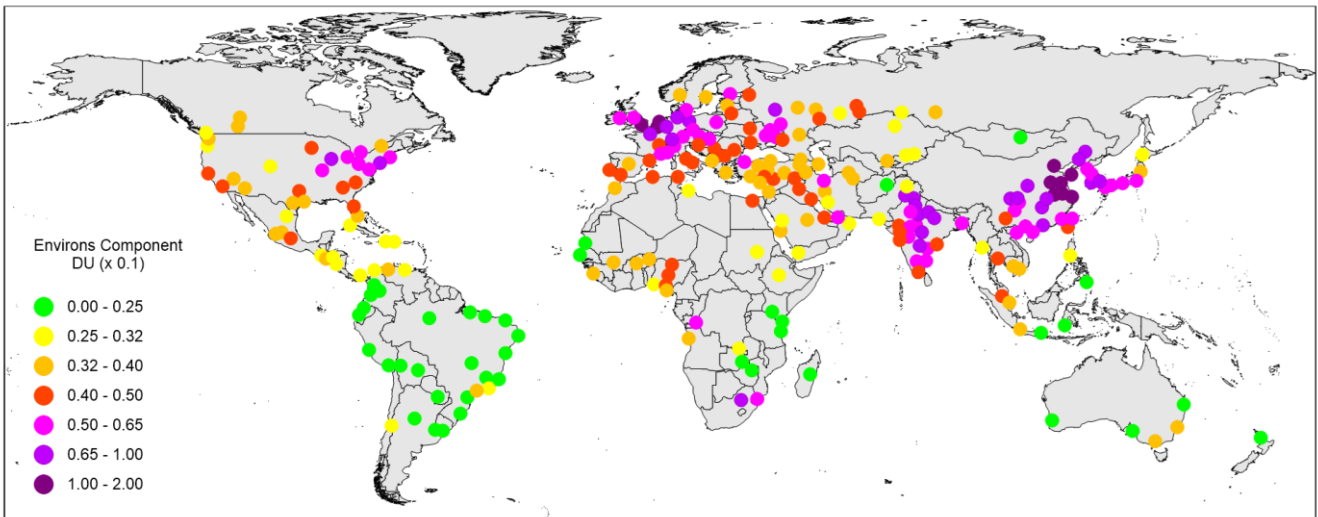 Environs Component
DU (x 0.1)
0.00 - 0.25
0.25 - 0.32
0.32 - 0.40
0.40 - 0.50
0.50 - 0.65
0.65 - 1.00
1.00 - 2.00